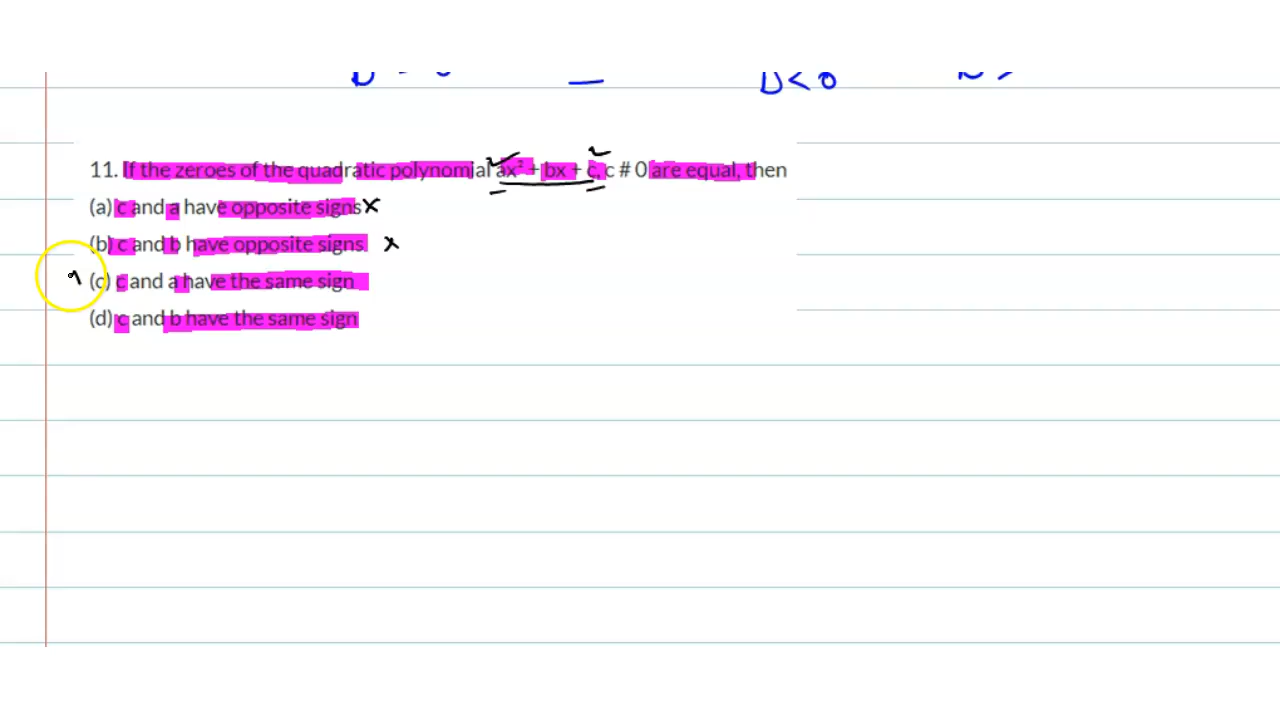 D < 0
11. If the zeroes of the quadratic polynomial ax² + bx + c, c # 0 are equal, then
(a) c and a have opposite signs x
(b) c and b have opposite signs x
(c) c and a have the same sign
(d) c and b have the same sign